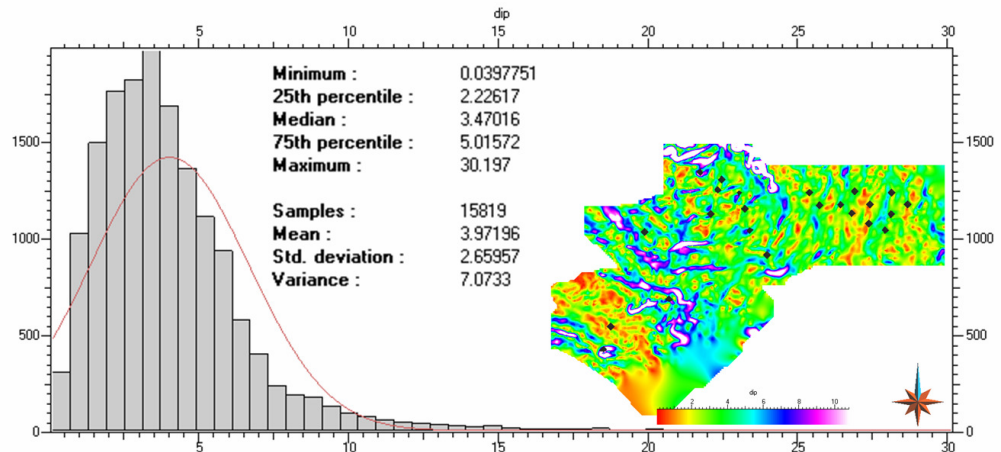 dip
5 10 15 20 25 30
Minimum : 0.0397751
25th percentile : 2.22617
Median : 3.47016
75th percentile : 5.01572
Maximum : 30.197
1500 1500
Samples : 15819
Mean : 3.97196
1000 1000
Std. deviation : 2.65957
Variance : 7.0733
500 500
dip
2 4 6 8 10
0 0
5 10 15 20 25 30